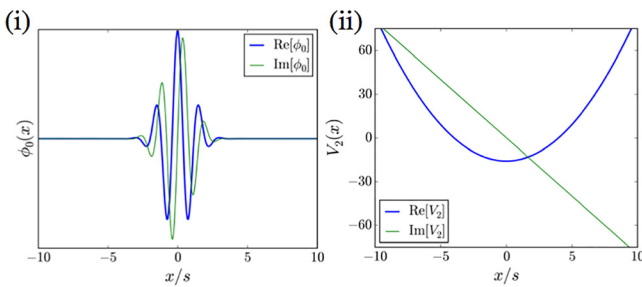 (i)
Re[ϕ₀]
Im[ϕ₀]
ϕ₀(x)
−10 −5 0 5 10
x/s
(ii)
60
30
0
−30
−60
V₂(x)
Re[V₂]
Im[V₂]
−10 −5 0 5 10
x/s